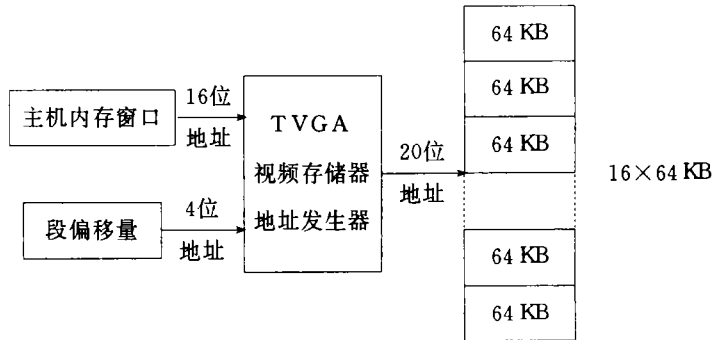 主机内存窗口
16位
地址
段偏移量
4位
地址
TVGA
视频存储器
地址发生器
20位
地址
64 KB
64 KB
64 KB
64 KB
64 KB
16×64 KB